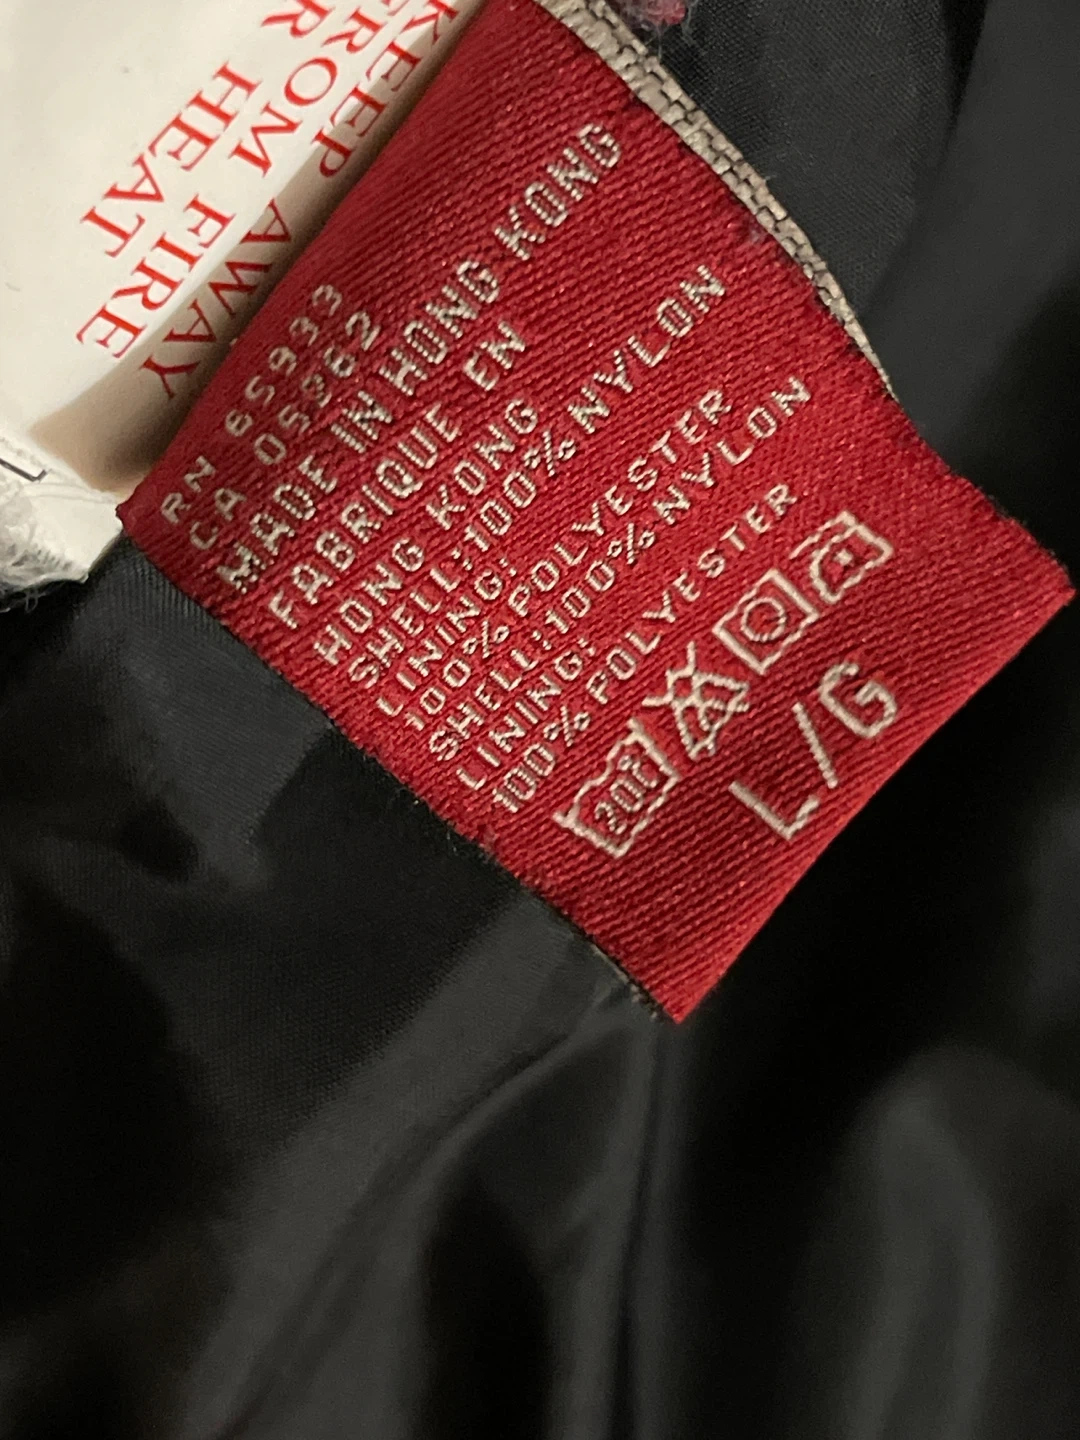 KEEP AWAY
FROM FIRE
R HEAT
RN 65933
CA 05962
MADE IN HONG KONG
FABRIQUE EN
HONG KONG
SHELL:100% NYLON
LINING:
100% POLYESTER
SHELL:100% NYLON
LINING:
100% POLYESTER
L/G